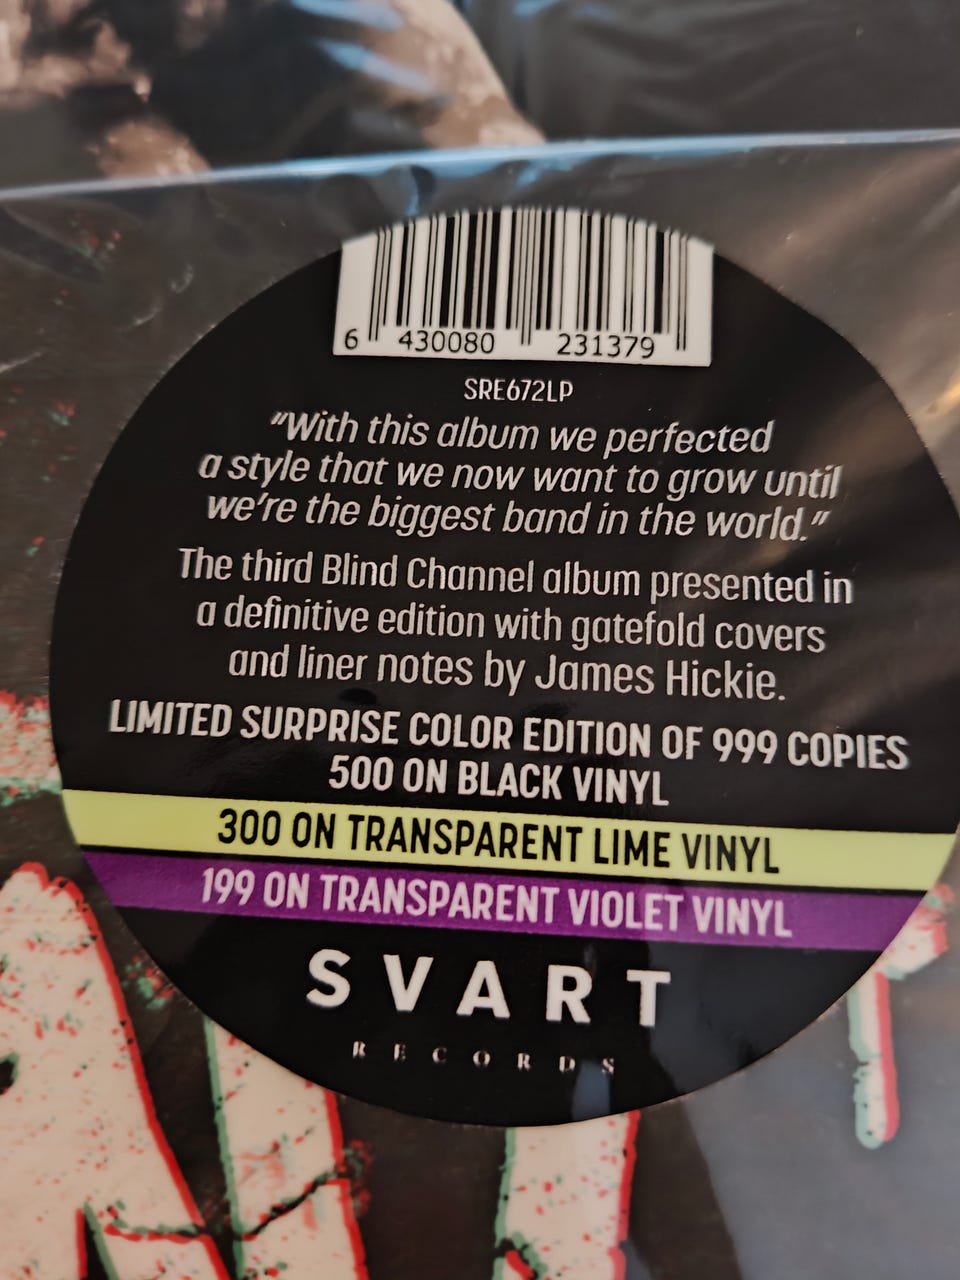 6 430080 231379
SRE672LP
"With this album we perfected
a style that we now want to grow until
we're the biggest band in the world."
The third Blind Channel album presented in
a definitive edition with gatefold covers
and liner notes by James Hickie.
LIMITED SURPRISE COLOR EDITION OF 999 COPIES
500 ON BLACK VINYL
300 ON TRANSPARENT LIME VINYL
199 ON TRANSPARENT VIOLET VINYL
SVART
RECORDS